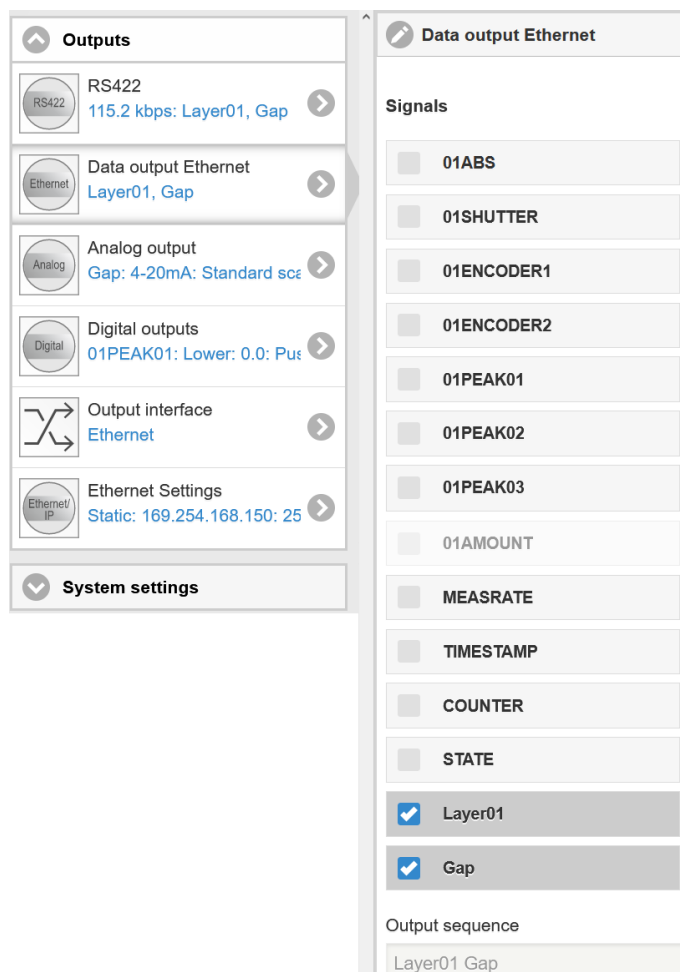 Outputs
RS422
RS422
115.2 kbps: Layer01, Gap
Ethernet
Data output Ethernet
Layer01, Gap
Analog
Analog output
Gap: 4-20mA: Standard sca
Digital
Digital outputs
01PEAK01: Lower: 0.0: Pus
Output interface
Ethernet
Ethernet/
IP
Ethernet Settings
Static: 169.254.168.150: 25
System settings
Data output Ethernet
Signals
01ABS
01SHUTTER
01ENCODER1
01ENCODER2
01PEAK01
01PEAK02
01PEAK03
01AMOUNT
MEASRATE
TIMESTAMP
COUNTER
STATE
Layer01
Gap
Output sequence
Layer01 Gap